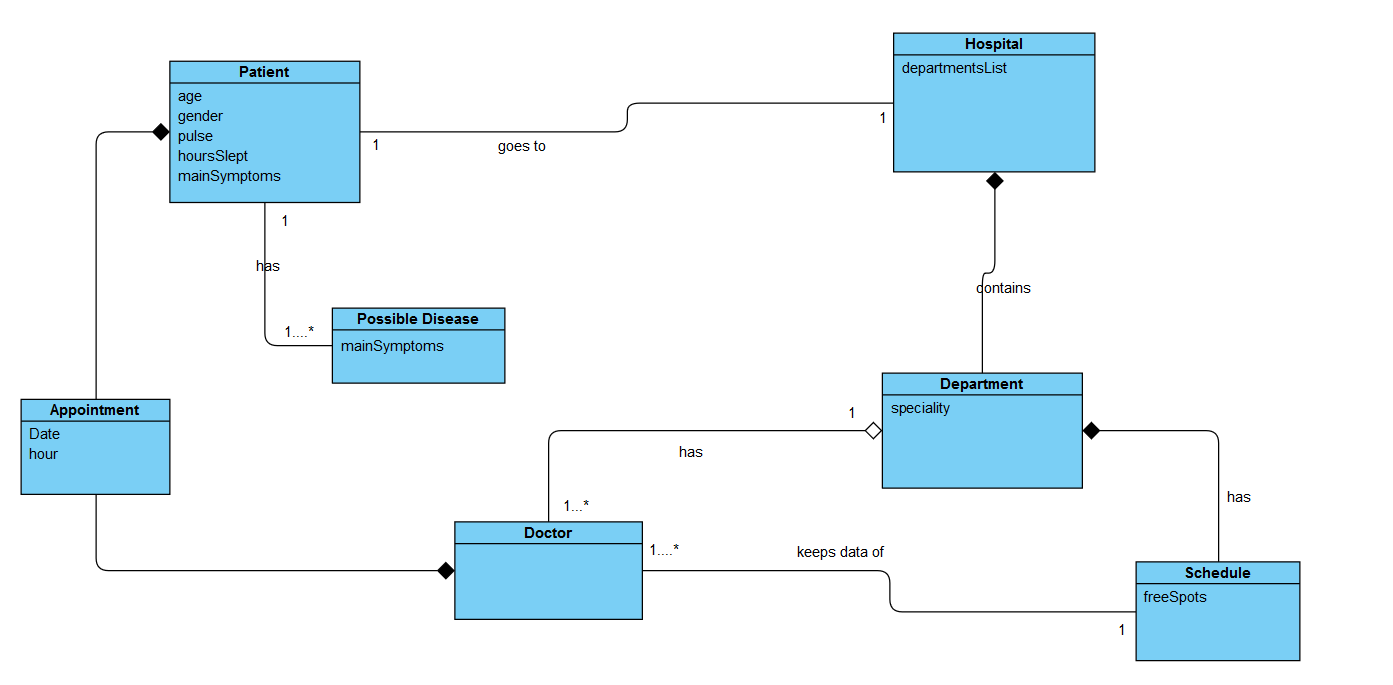 Hospital
departmentsList
1
Patient
age
gender
pulse
hoursSlept
mainSymptoms
1
goes to
1
has
1....*
Possible Disease
mainSymptoms
contains
Department
speciality
Appointment
Date
hour
1
has
1...*
has
Doctor
1....*
keeps data of
1
Schedule
freeSpots